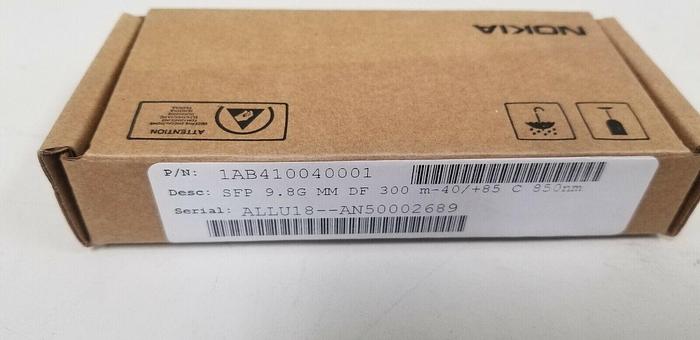 NOKIA
ATTENTION
P/N: 1AB410040001
Desc: SFP 9.8G MM DF 300 m-40/+85 C 850nm
Serial: ALLU18--AN50002689